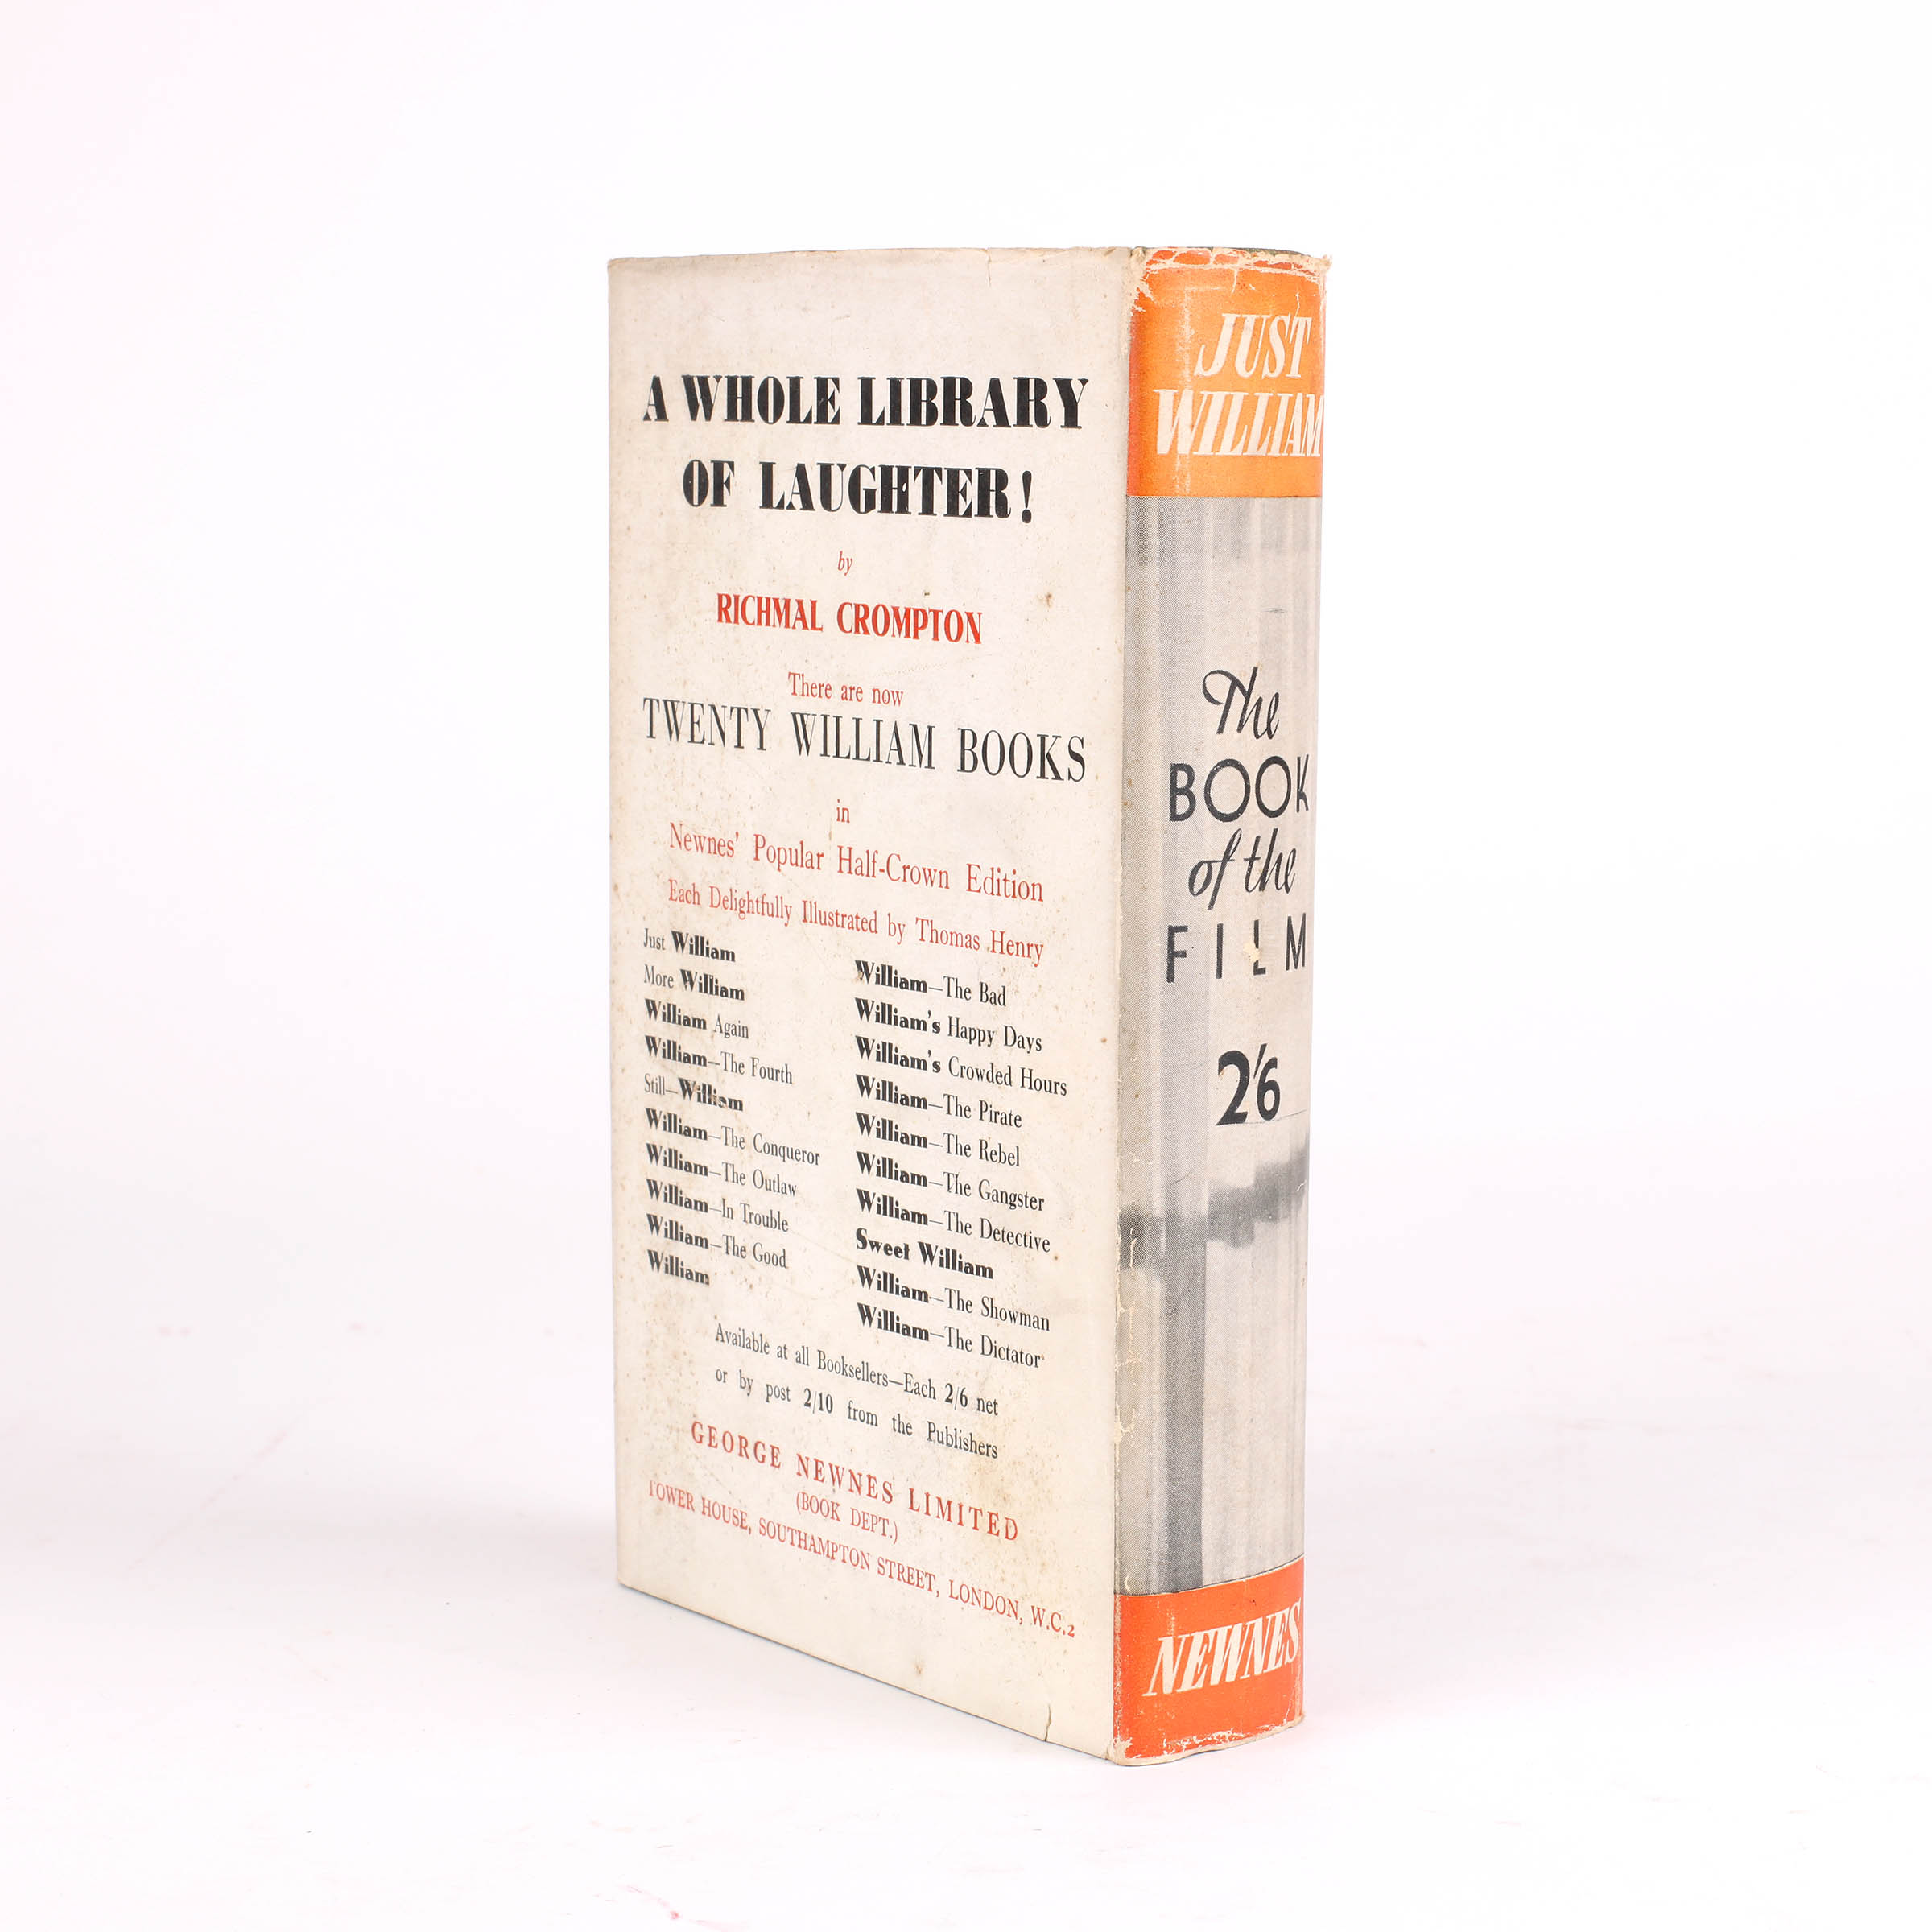 A WHOLE LIBRARY
OF LAUGHTER!
by
RICHMAL CROMPTON
There are now
TWENTY WILLIAM BOOKS
in
Newnes' Popular Half-Crown Edition
Each Delightfully Illustrated by Thomas Henry
Just William
More William
William Again
William—The Fourth
Still—William
William—The Conqueror
William—The Outlaw
William—In Trouble
William—The Good
William
William—The Bad
William's Happy Days
William's Crowded Hours
William—The Pirate
William—The Rebel
William—The Gangster
William—The Detective
Sweet William
William—The Showman
William—The Dictator
Available at all Booksellers—Each 2/6 net
or by post 2/10 from the Publishers
GEORGE NEWNES LIMITED
(BOOK DEPT.)
TOWER HOUSE, SOUTHAMPTON STREET, LONDON, W.C.2
JUST
WILLIAM
The
BOOK
of the
FILM
2'6
NEWNES